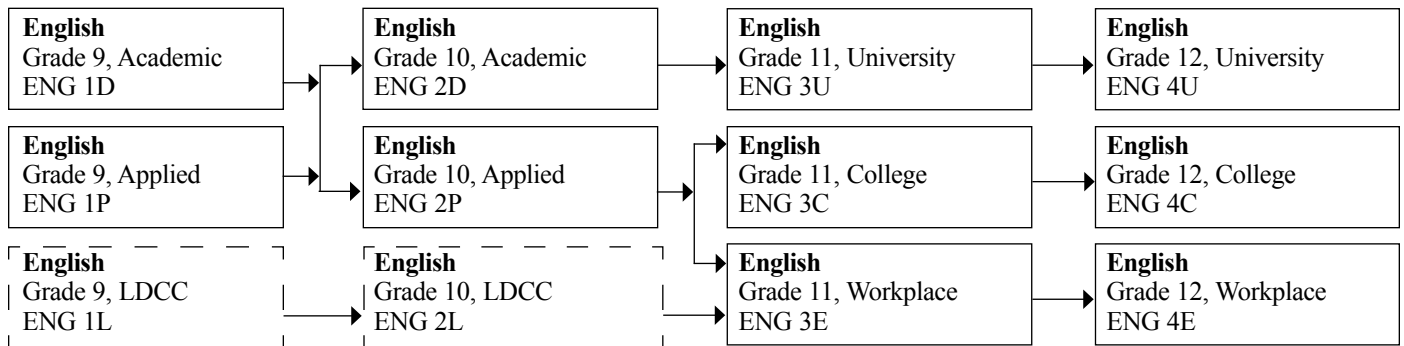 English
Grade 9, Academic
ENG 1D
English
Grade 10, Academic
ENG 2D
English
Grade 11, University
ENG 3U
English
Grade 12, University
ENG 4U
English
Grade 9, Applied
ENG 1P
English
Grade 10, Applied
ENG 2P
English
Grade 11, College
ENG 3C
English
Grade 12, College
ENG 4C
English
Grade 9, LDCC
ENG 1L
English
Grade 10, LDCC
ENG 2L
English
Grade 11, Workplace
ENG 3E
English
Grade 12, Workplace
ENG 4E